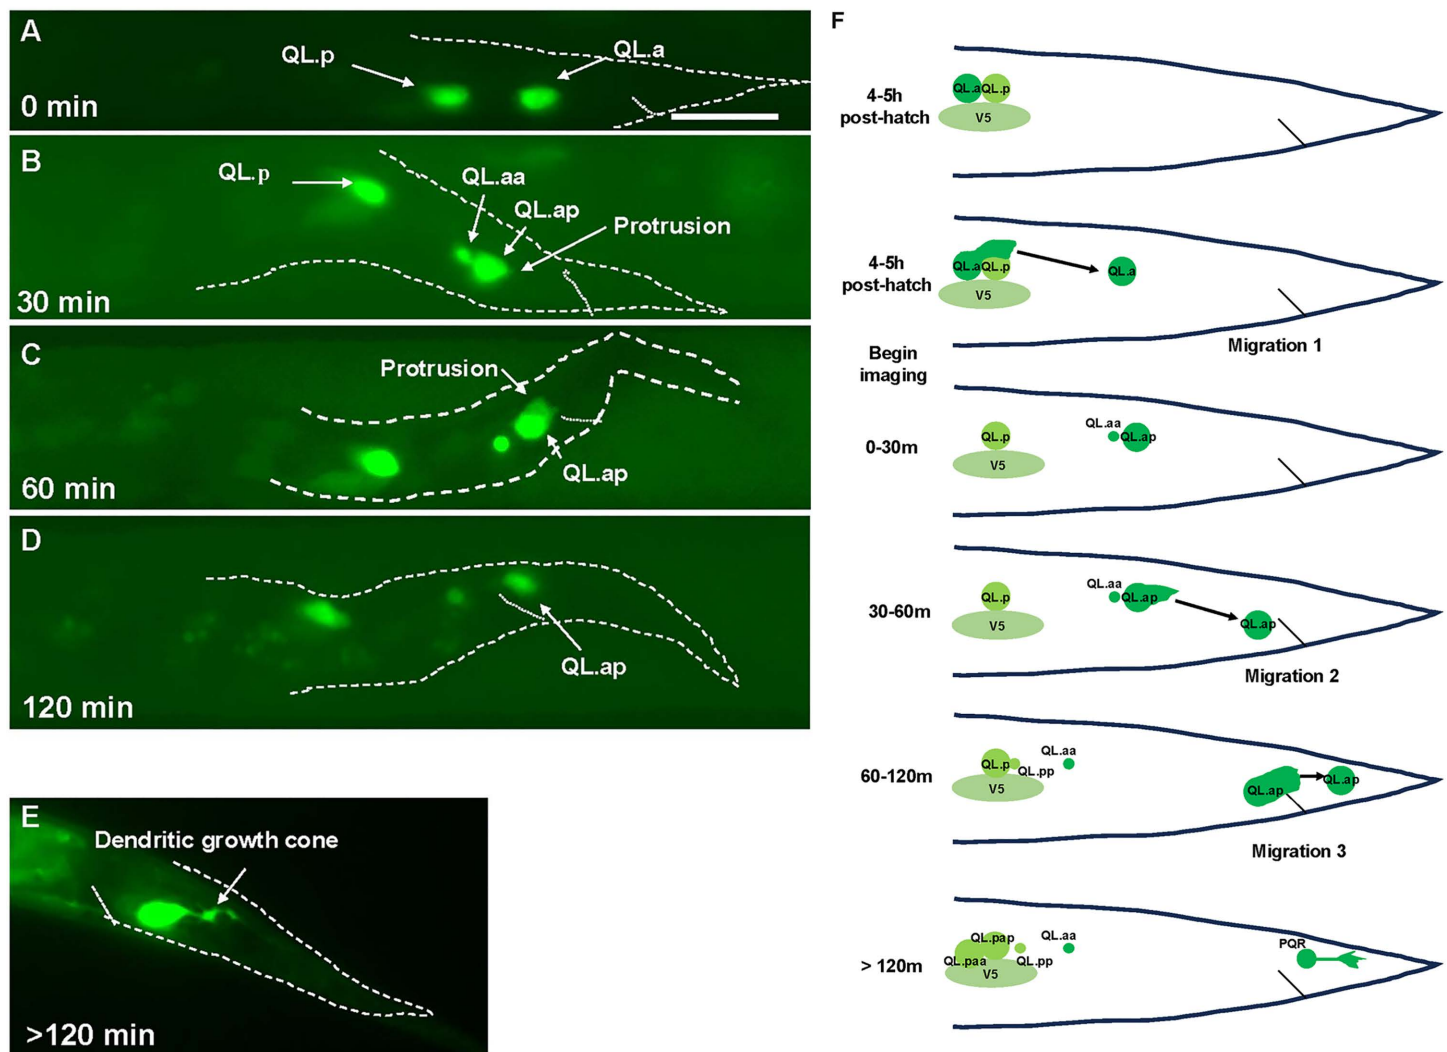 A
QL.p
QL.a
0 min
B
QL.p
QL.aa
QL.ap
Protrusion
30 min
C
Protrusion
QL.ap
60 min
D
QL.ap
120 min
E
Dendritic growth cone
>120 min
F
4-5h
post-hatch
QL.a
QL.p
V5
4-5h
post-hatch
QL.a
QL.p
V5
QL.a
Migration 1
Begin
imaging
0-30m
QL.p
V5
QL.aa
QL.ap
30-60m
QL.p
V5
QL.aa
QL.ap
QL.ap
Migration 2
60-120m
QL.p
QL.pp
V5
QL.aa
QL.ap
QL.ap
Migration 3
> 120m
QL.pap
QL.paa
V5
QL.pp
QL.aa
PQR